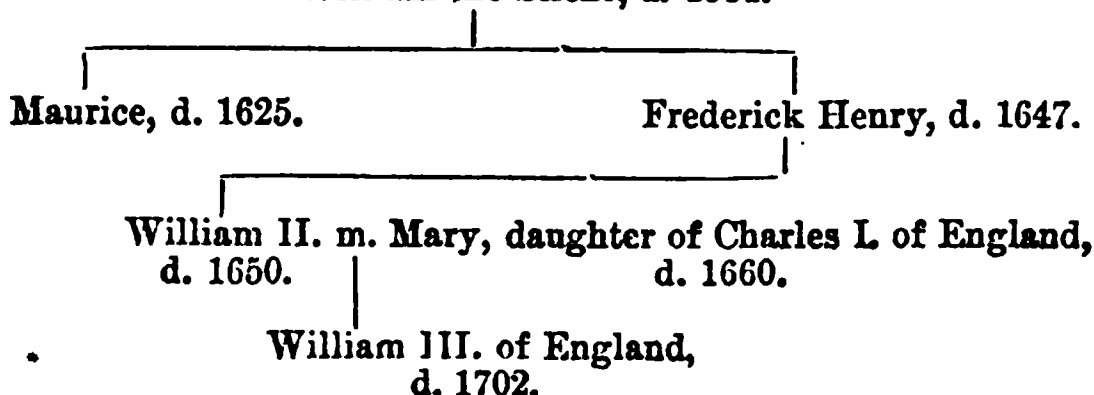 Maurice, d. 1625.
Frederick Henry, d. 1647.
William II. m. Mary, daughter of Charles I. of England,
d. 1650.
d. 1660.
William III. of England,
d. 1702.